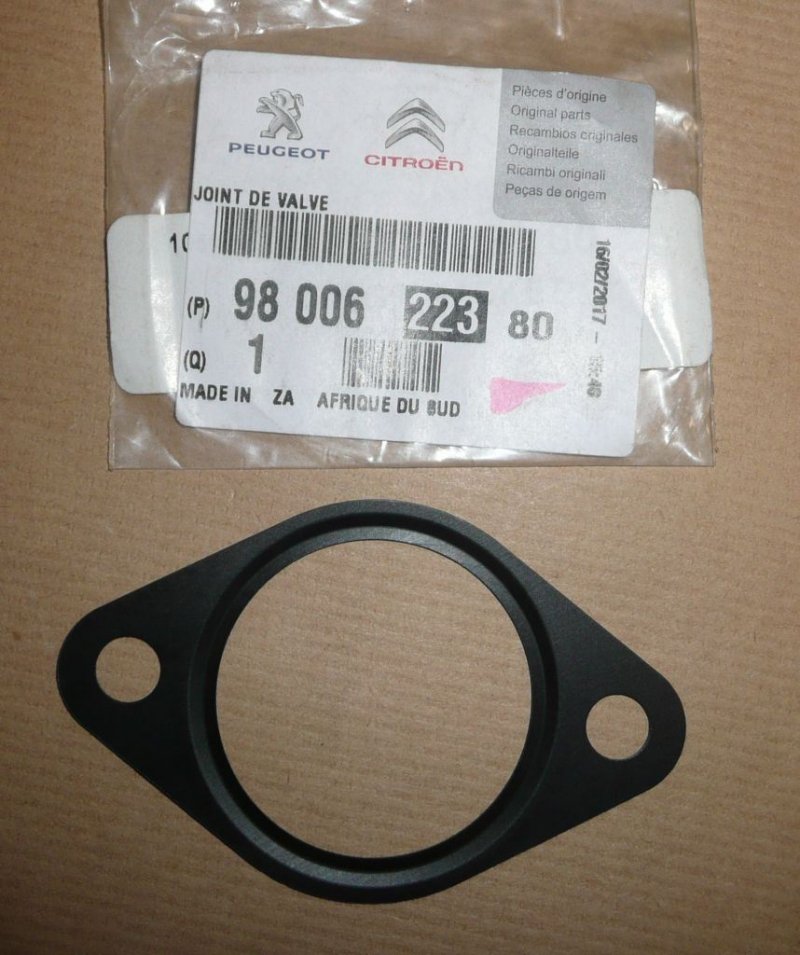 PEUGEOT
CITROËN
Pièces d'origine
Original parts
Recambios originales
Originalteile
Ricambi originali
Peças de origem
JOINT DE VALVE
10
(P) 98 006 223 80
(Q) 1
MADE IN ZA AFRIQUE DU SUD
16/02/2017 -